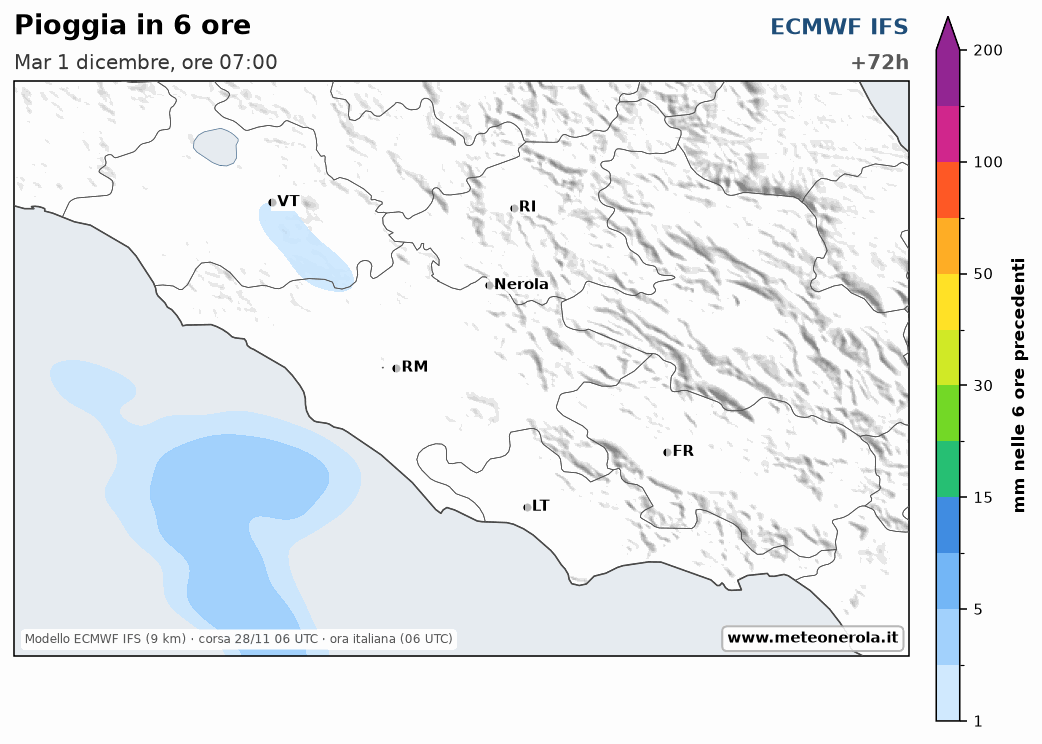 Pioggia in 6 ore
ECMWF IFS
Mar 1 dicembre, ore 07:00
+72h
VT
RI
Nerola
RM
FR
LT
Modello ECMWF IFS (9 km) · corsa 28/11 06 UTC · ora italiana (06 UTC)
www.meteonerola.it
200
100
50
30
15
5
1
mm nelle 6 ore precedenti